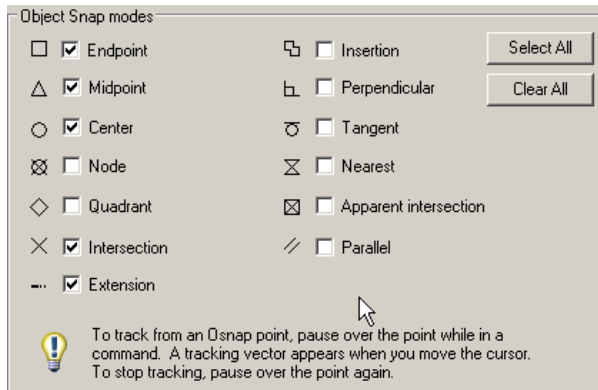 Object Snap modes
Endpoint
Insertion
Select All
Midpoint
Perpendicular
Clear All
Center
Tangent
Node
Nearest
Quadrant
Apparent intersection
Intersection
Parallel
Extension
To track from an Osnap point, pause over the point while in a
command. A tracking vector appears when you move the cursor.
To stop tracking, pause over the point again.